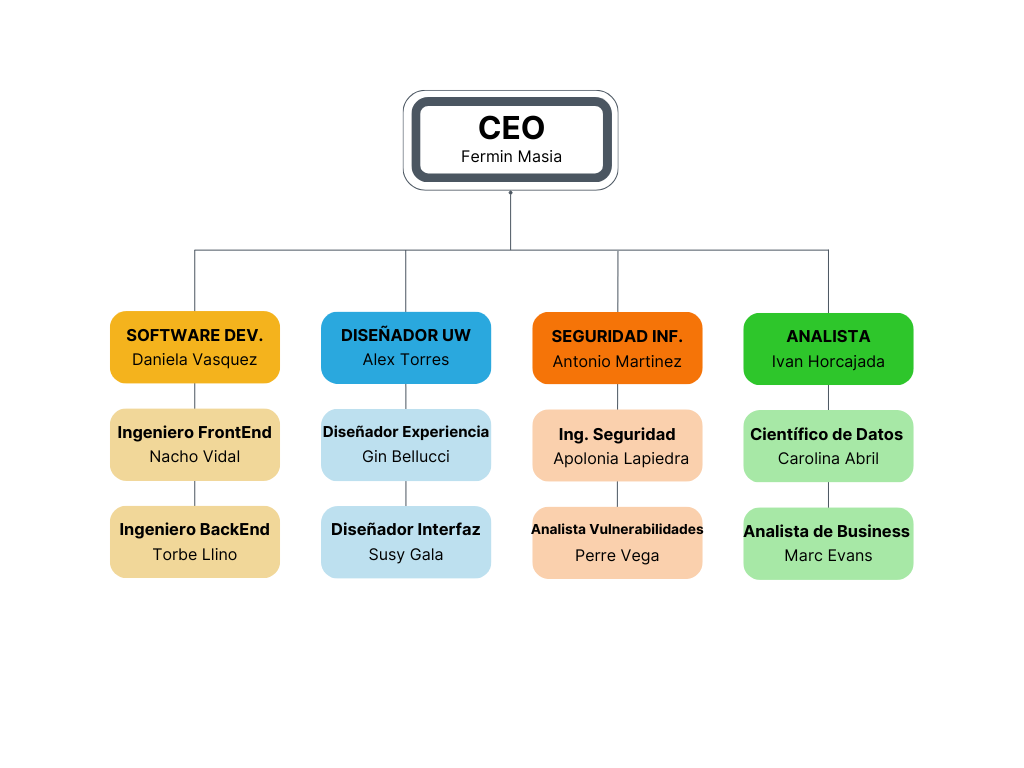 CEO
Fermin Masia
SOFTWARE DEV.
Daniela Vasquez
DISEÑADOR UW
Alex Torres
SEGURIDAD INF.
Antonio Martinez
ANALISTA
Ivan Horcajada
Ingeniero FrontEnd
Nacho Vidal
Diseñador Experiencia
Gin Bellucci
Ing. Seguridad
Apolonia Lapiedra
Científico de Datos
Carolina Abril
Ingeniero BackEnd
Torbe Llino
Diseñador Interfaz
Susy Gala
Analista Vulnerabilidades
Perre Vega
Analista de Business
Marc Evans